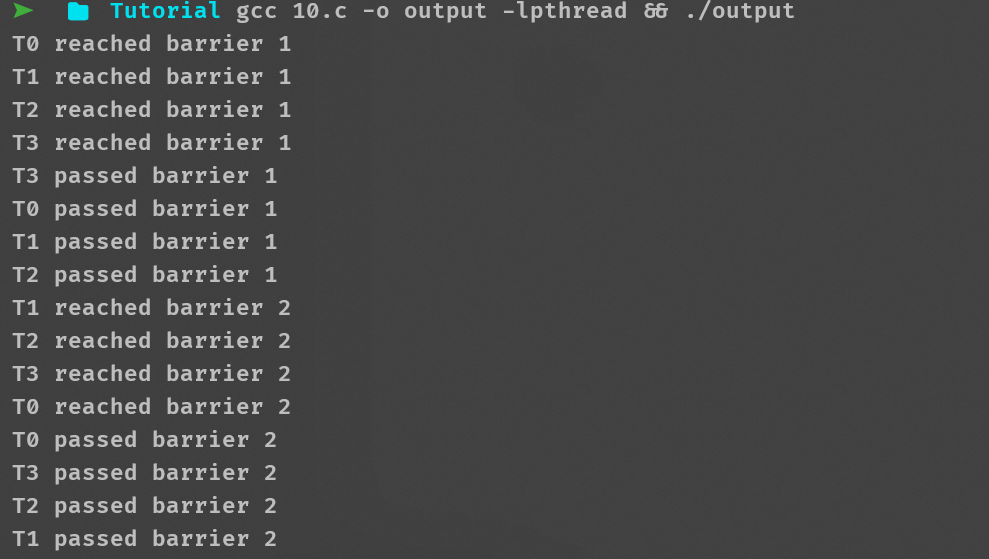 Tutorial gcc 10.c -o output -lpthread && ./output
T0 reached barrier 1
T1 reached barrier 1
T2 reached barrier 1
T3 reached barrier 1
T3 passed barrier 1
T0 passed barrier 1
T1 passed barrier 1
T2 passed barrier 1
T1 reached barrier 2
T2 reached barrier 2
T3 reached barrier 2
T0 reached barrier 2
T0 passed barrier 2
T3 passed barrier 2
T2 passed barrier 2
T1 passed barrier 2